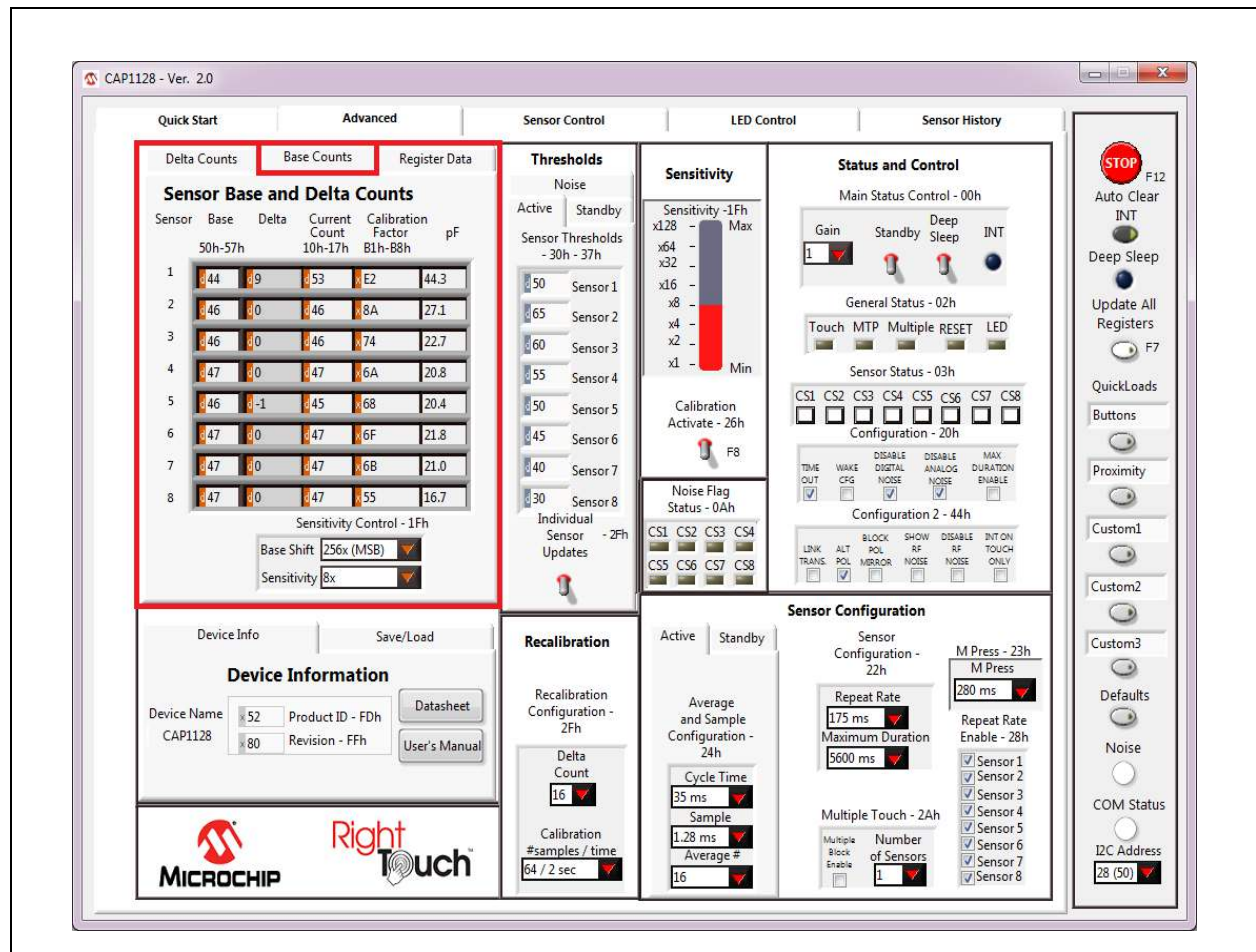 CAP1128 - Ver. 2.0
Quick Start
Advanced
Sensor Control
LED Control
Sensor History
Delta Counts
Base Counts
Register Data
Sensor Base and Delta Counts
Sensor Base Delta Current Count Calibration Factor pF
50h-57h 10h-17h B1h-B8h
1 d 44 d 9 d 53 x E2 44.3
2 d 46 d 0 d 46 x 8A 27.1
3 d 46 d 0 d 46 x 74 22.7
4 d 47 d 0 d 47 x 6A 20.8
5 d 46 d -1 d 45 x 68 20.4
6 d 47 d 0 d 47 x 6F 21.8
7 d 47 d 0 d 47 x 6B 21.0
8 d 47 d 0 d 47 x 55 16.7
Sensitivity Control - 1Fh
Base Shift 256x (MSB)
Sensitivity 8x
Thresholds
Noise
Active Standby
Sensor Thresholds
- 30h - 37h
d 50 Sensor 1
d 65 Sensor 2
d 60 Sensor 3
d 55 Sensor 4
d 50 Sensor 5
d 45 Sensor 6
d 40 Sensor 7
d 30 Sensor 8
Individual
Sensor - 2Fh
Updates
Sensitivity
Sensitivity -1Fh
x128 Max
x64
x32
x16
x8
x4
x2
x1 Min
Calibration
Activate - 26h
F8
Noise Flag
Status - 0Ah
CS1 CS2 CS3 CS4
CS5 CS6 CS7 CS8
Status and Control
Main Status Control - 00h
Gain Standby Deep Sleep INT
1
General Status - 02h
Touch MTP Multiple RESET LED
Sensor Status - 03h
CS1 CS2 CS3 CS4 CS5 CS6 CS7 CS8
Configuration - 20h
TIME OUT WAKE CFG DISABLE DIGITAL NOISE DISABLE ANALOG NOISE MAX DURATION ENABLE
Configuration 2 - 44h
LINK TRANS. ALT POL BLOCK POL MIRROR SHOW RF NOISE DISABLE RF NOISE INT ON TOUCH ONLY
Device Info
Save/Load
Device Information
Device Name
CAP1128
x 52 Product ID - FDh
x 80 Revision - FFh
Datasheet
User's Manual
MICROCHIP
Right
Touch
Recalibration
Recalibration
Configuration -
2Fh
Delta
Count
16
Calibration
#samples / time
64 / 2 sec
Sensor Configuration
Active Standby
Average
and Sample
Configuration -
24h
Cycle Time
35 ms
Sample
1.28 ms
Average #
16
Sensor
Configuration -
22h
Repeat Rate
175 ms
Maximum Duration
5600 ms
Multiple Touch - 2Ah
Multiple Block Enable
Number
of Sensors
1
M Press - 23h
M Press
280 ms
Repeat Rate
Enable - 28h
Sensor 1
Sensor 2
Sensor 3
Sensor 4
Sensor 5
Sensor 6
Sensor 7
Sensor 8
STOP
F12
Auto Clear
INT
Deep Sleep
Update All
Registers
F7
QuickLoads
Buttons
Proximity
Custom1
Custom2
Custom3
Defaults
Noise
COM Status
I2C Address
28 (50)